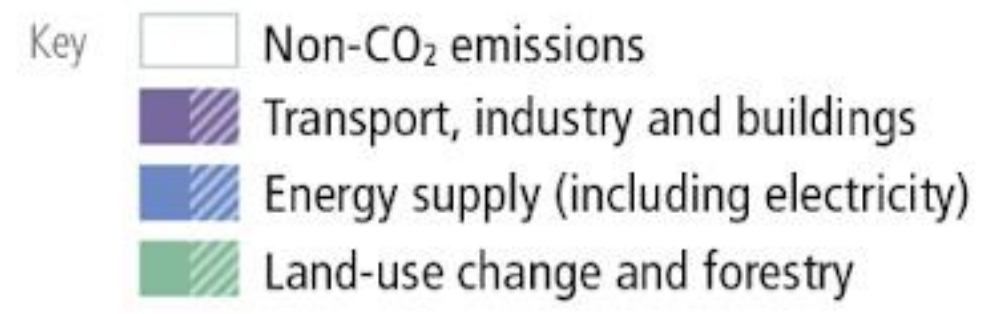 Key Non-CO₂ emissions
Transport, industry and buildings
Energy supply (including electricity)
Land-use change and forestry